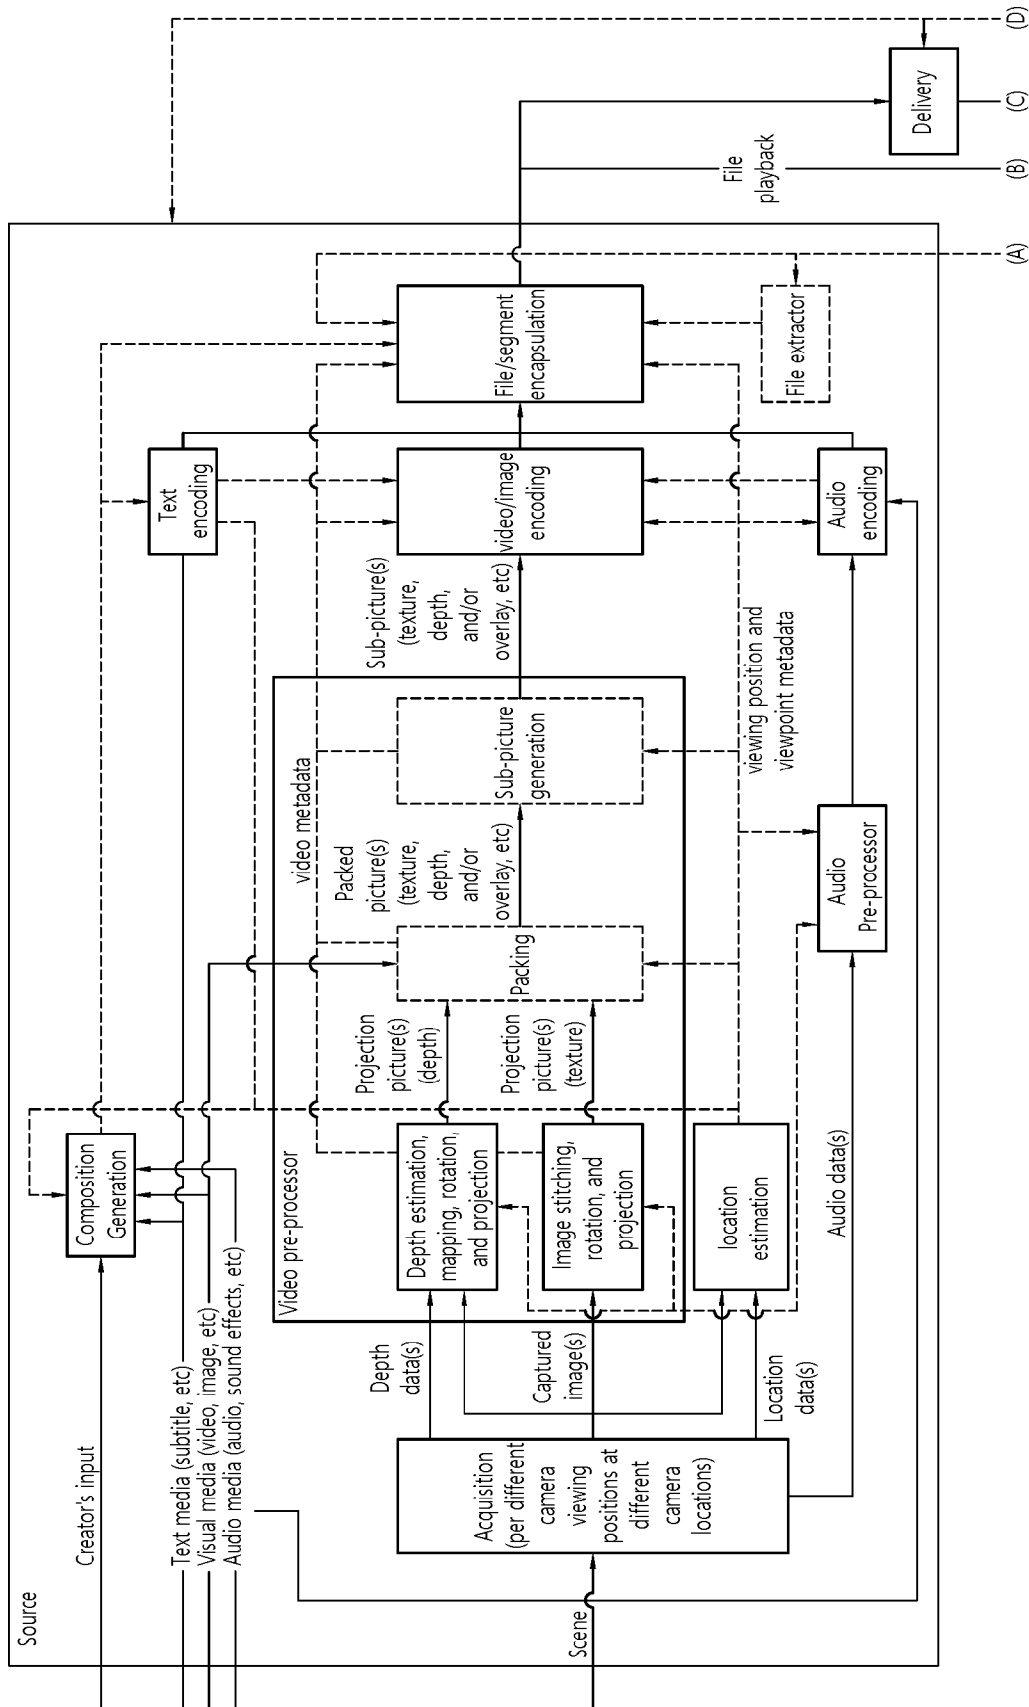 Source
Creator's input
Text media (subtitle, etc)
Visual media (video, image, etc)
Audio media (audio, sound effects, etc)
Scene
Acquisition
(per different
camera
viewing
positions at
different
camera
locations)
Depth
data(s)
Captured
image(s)
Location
data(s)
Audio data(s)
Composition
Generation
Video pre-processor
Depth estimation,
mapping, rotation,
and projection
Image stitching,
rotation, and
projection
location
estimation
Projection
picture(s)
(depth)
Projection
picture(s)
(texture)
Packing
video metadata
Packed
picture(s)
(texture,
depth,
and/or
overlay, etc)
Sub-picture
generation
Audio
Pre-processor
viewing position and
viewpoint metadata
Sub-picture(s)
(texture,
depth,
and/or
overlay, etc)
Text
encoding
video/image
encoding
Audio
encoding
File/segment
encapsulation
File extractor
File
playback
Delivery
(A)
(B)
(C)
(D)